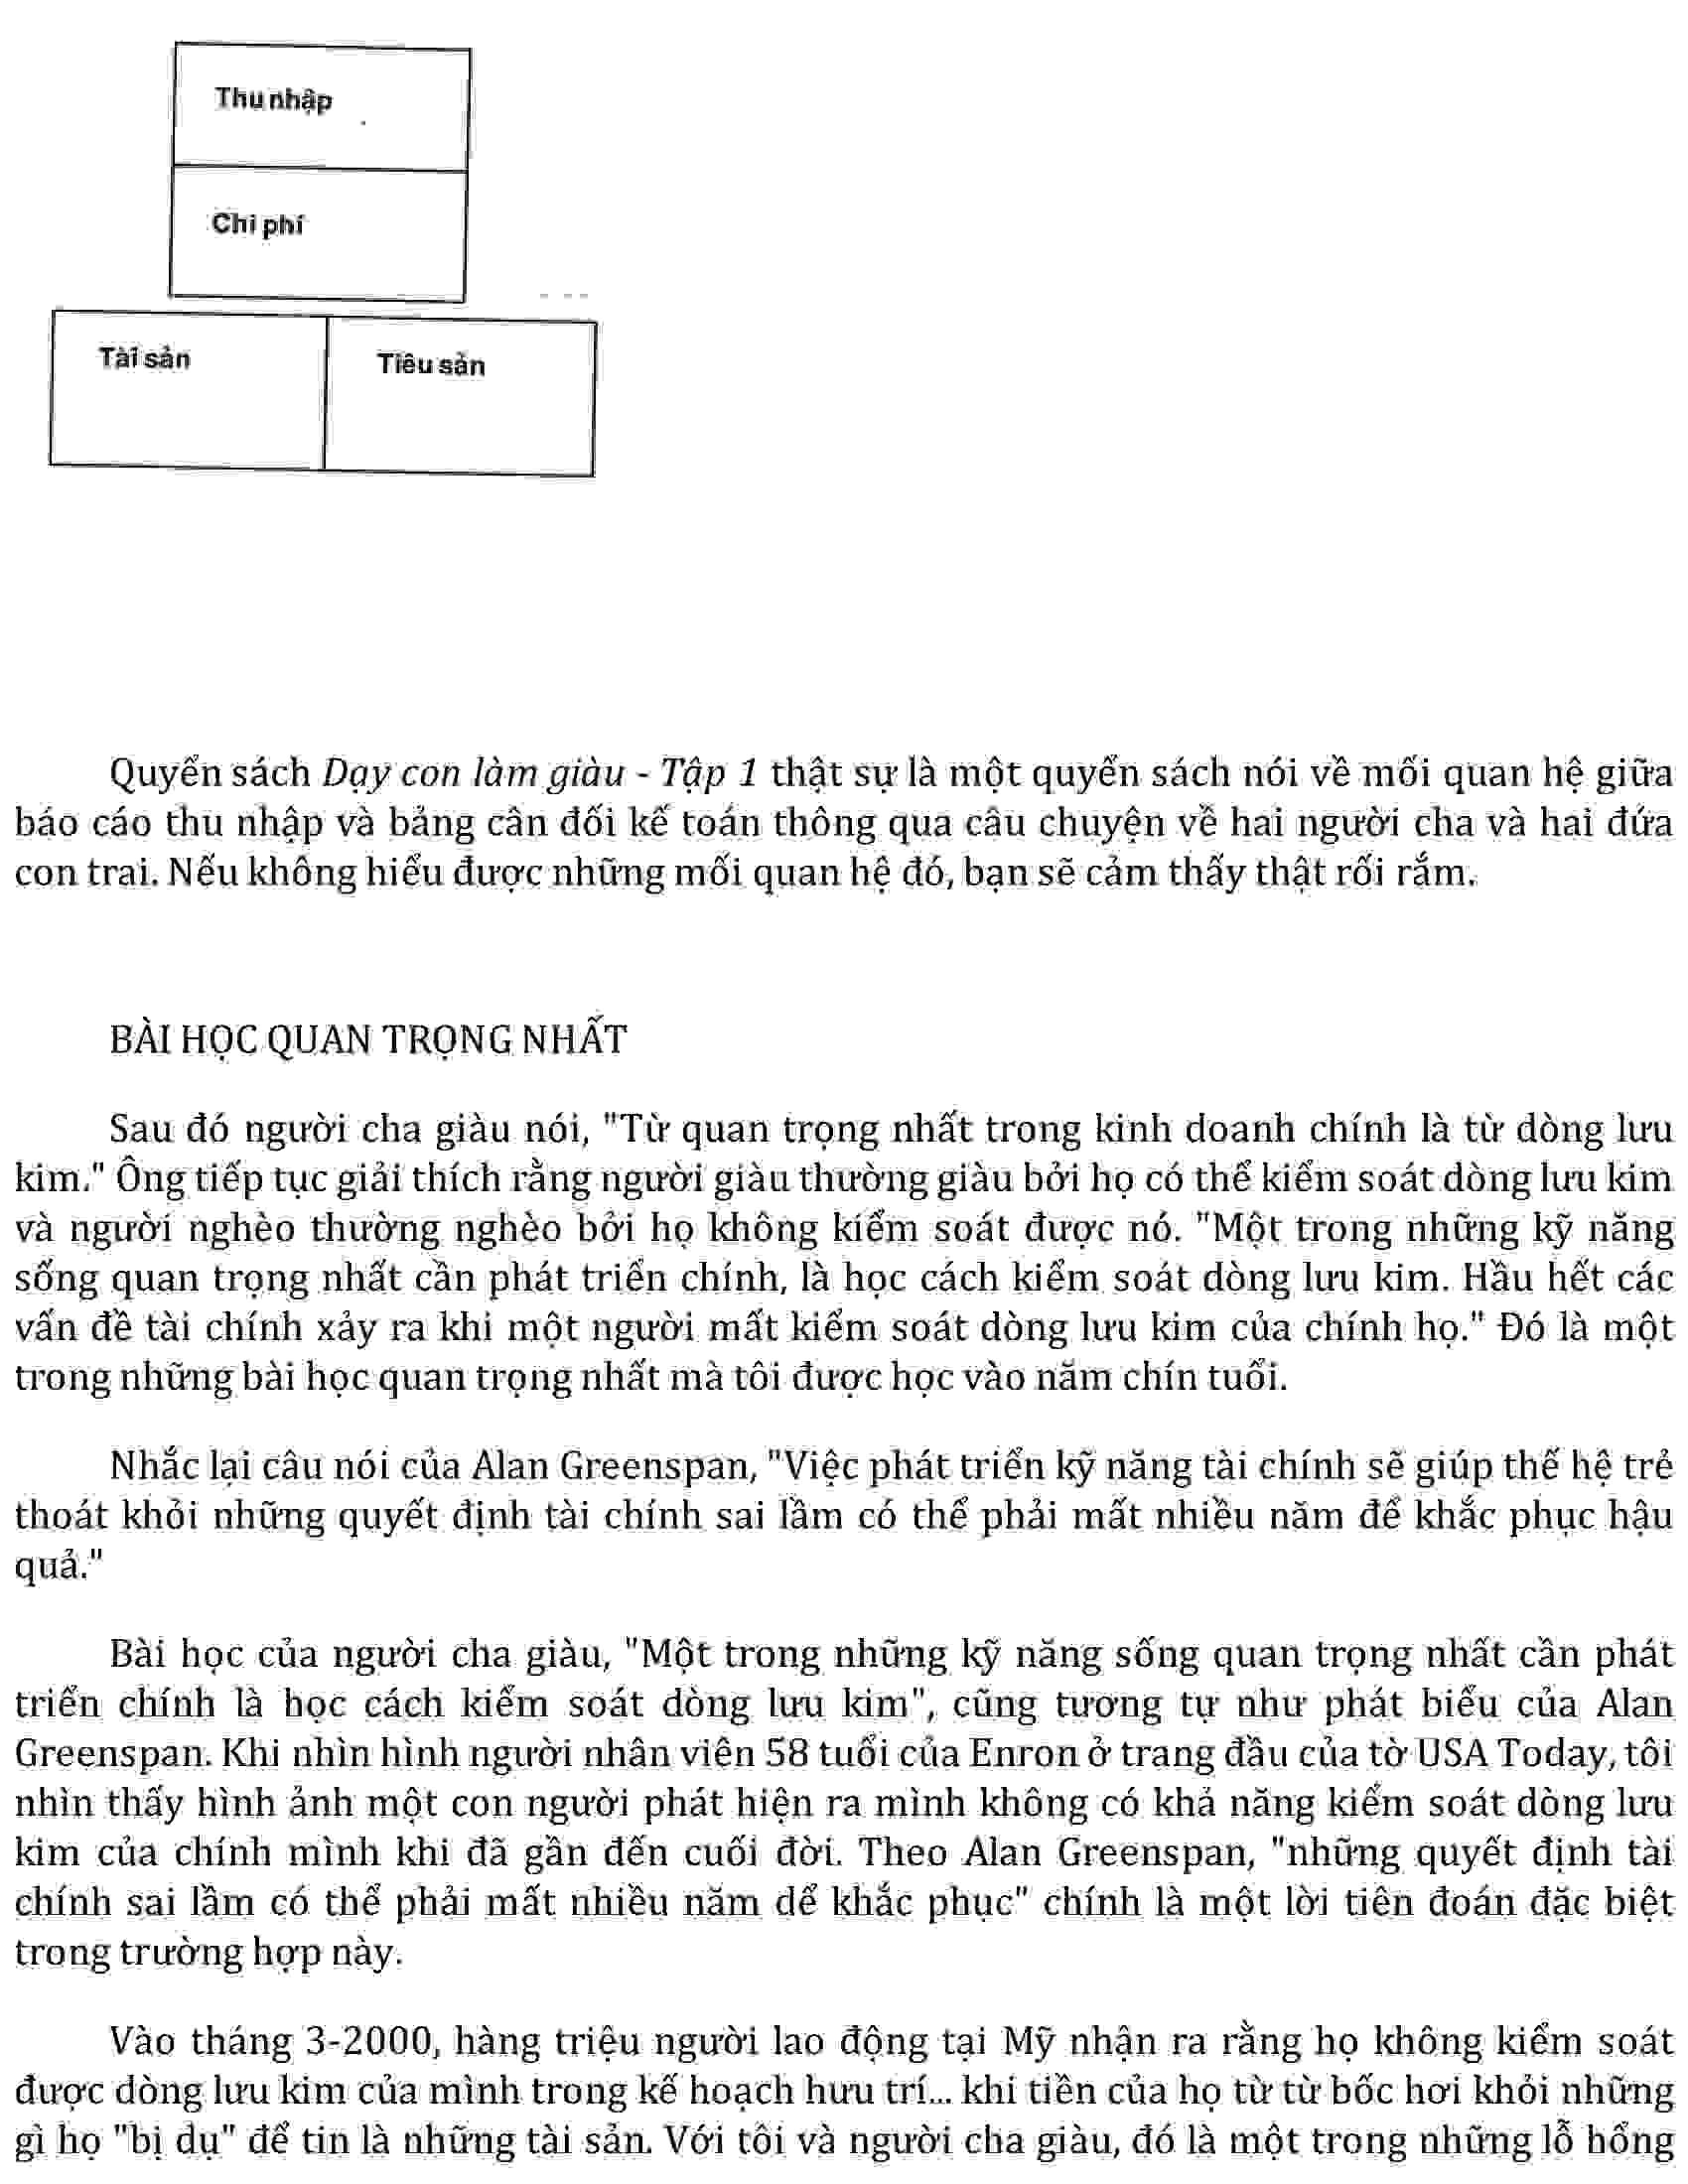 Thu nhập
Chi phí
Tài sản
Tiêu sản
Quyển sách Dạy con làm giàu - Tập 1 thật sự là một quyển sách nói về mối quan hệ giữa
báo cáo thu nhập và bảng cân đối kế toán thông qua câu chuyện về hai người cha và hai đứa
con trai. Nếu không hiểu được những mối quan hệ đó, bạn sẽ cảm thấy thật rối rắm.
BÀI HỌC QUAN TRỌNG NHẤT
Sau đó người cha giàu nói, "Từ quan trọng nhất trong kinh doanh chính là từ dòng lưu
kim." Ông tiếp tục giải thích rằng người giàu thường giàu bởi họ có thể kiểm soát dòng lưu kim
và người nghèo thường nghèo bởi họ không kiểm soát được nó. "Một trong những kỹ năng
sống quan trọng nhất cần phát triển chính, là học cách kiểm soát dòng lưu kim. Hầu hết các
vấn đề tài chính xảy ra khi một người mất kiểm soát dòng lưu kim của chính họ." Đó là một
trong những bài học quan trọng nhất mà tôi được học vào năm chín tuổi.
Nhắc lại câu nói của Alan Greenspan, "Việc phát triển kỹ năng tài chính sẽ giúp thế hệ trẻ
thoát khỏi những quyết định tài chính sai lầm có thể phải mất nhiều năm để khắc phục hậu
quả."
Bài học của người cha giàu, "Một trong những kỹ năng sống quan trọng nhất cần phát
triển chính là học cách kiểm soát dòng lưu kim", cũng tương tự như phát biểu của Alan
Greenspan. Khi nhìn hình người nhân viên 58 tuổi của Enron ở trang đầu của tờ USA Today, tôi
nhìn thấy hình ảnh một con người phát hiện ra mình không có khả năng kiểm soát dòng lưu
kim của chính mình khi đã gần đến cuối đời. Theo Alan Greenspan, "những quyết định tài
chính sai lầm có thể phải mất nhiều năm dể khắc phục" chính là một lời tiên đoán đặc biệt
trong trường hợp này.
Vào tháng 3-2000, hàng triệu người lao động tại Mỹ nhận ra rằng họ không kiểm soát
được dòng lưu kim của mình trong kế hoạch hưu trí... khi tiền của họ từ từ bốc hơi khỏi những
gì họ "bị dụ" để tin là những tài sản. Với tôi và người cha giàu, đó là một trong những lỗ hổng